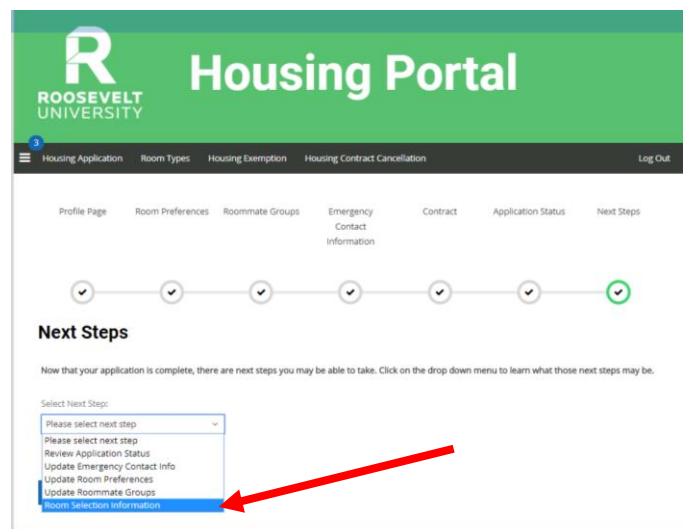 R
ROOSEVELT
UNIVERSITY
Housing Portal
3
Housing Application Room Types Housing Exemption Housing Contract Cancellation Log Out
Profile Page Room Preferences Roommate Groups Emergency Contact Information Contract Application Status Next Steps
Next Steps
Now that your application is complete, there are next steps you may be able to take. Click on the drop down menu to learn what those next steps may be.
Select Next Step:
Please select next step
Please select next step
Review Application Status
Update Emergency Contact Info
Update Room Preferences
Update Roommate Groups
Room Selection Information